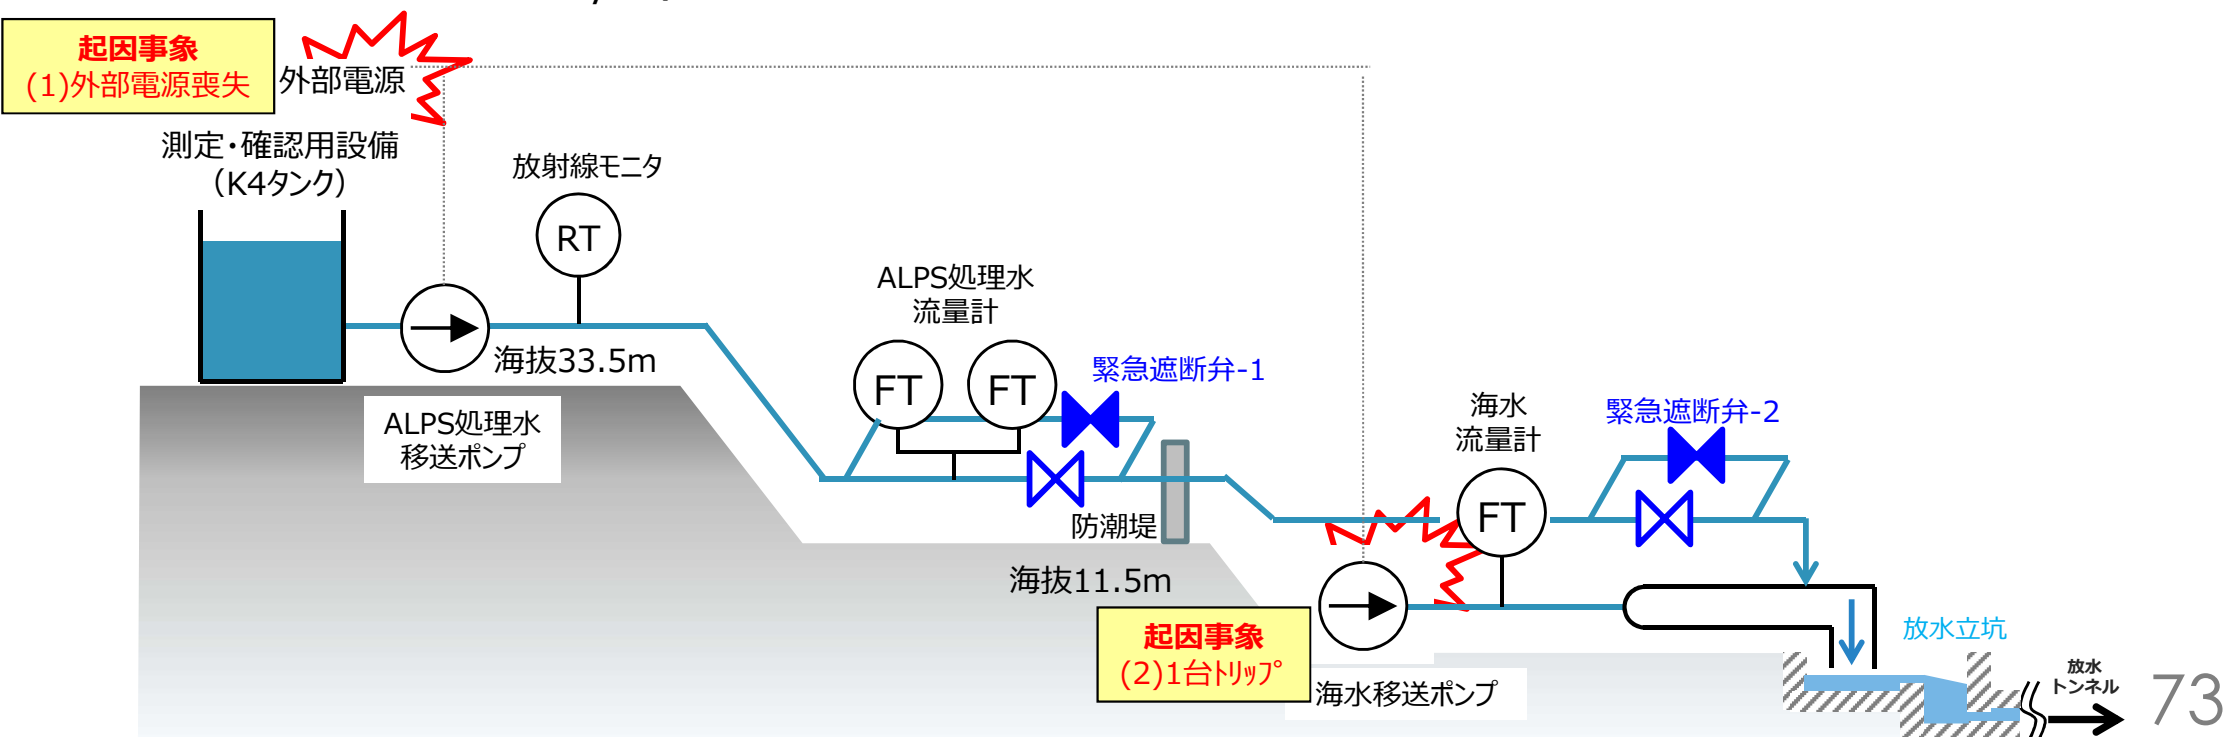 起因事象
(1)外部電源喪失
外部電源
測定・確認用設備
（K4タンク）
放射線モニタ
RT
海抜33.5m
ALPS処理水
移送ポンプ
ALPS処理水
流量計
FT
FT
緊急遮断弁-1
防潮堤
海抜11.5m
海水
流量計
FT
緊急遮断弁-2
起因事象
(2)1台ﾄﾘｯﾌﾟ
海水移送ポンプ
放水立坑
放水
トンネル
73